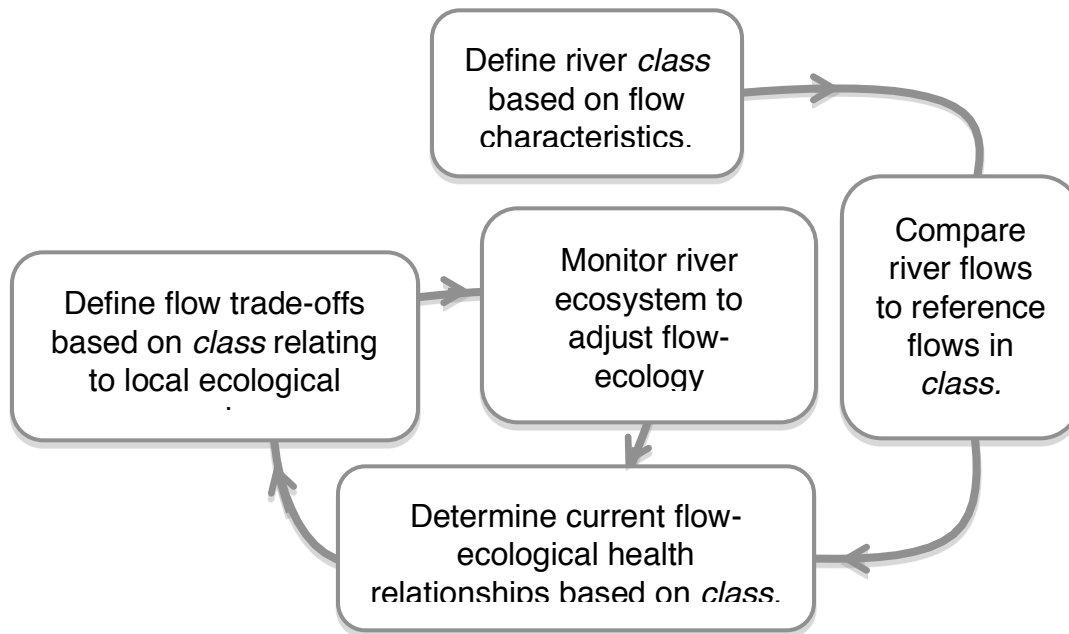 Define river class
based on flow
characteristics.
Compare
river flows
to reference
flows in
class.
Monitor river
ecosystem to
adjust flow-
ecology
Define flow trade-offs
based on class relating
to local ecological
Determine current flow-
ecological health
relationships based on class.